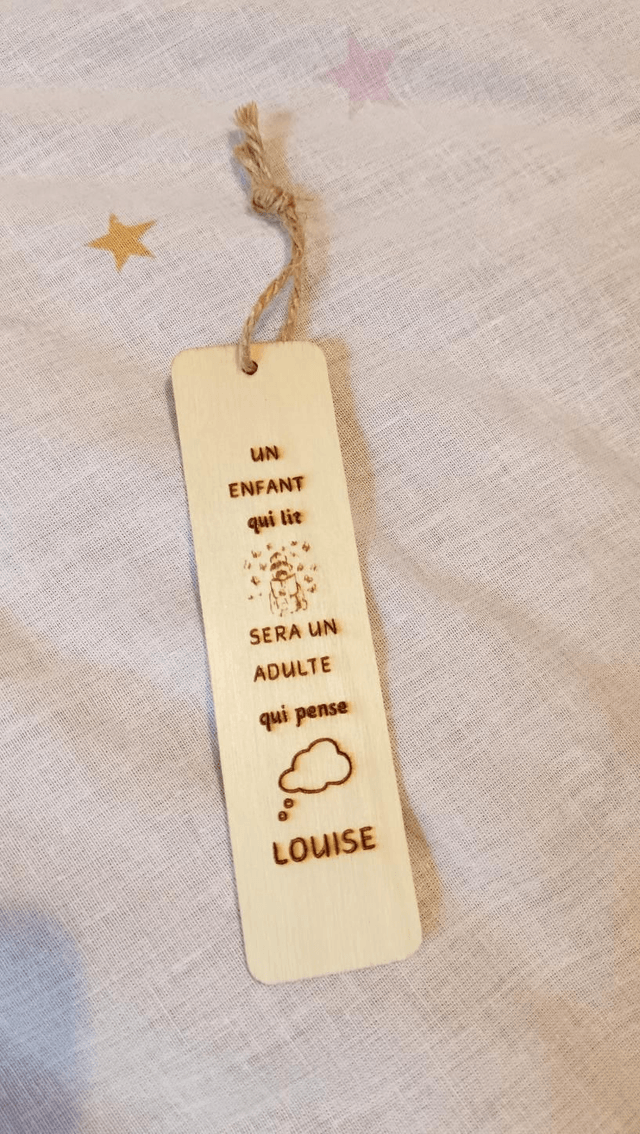 UN
ENFANT
qui lit
SERA UN
ADULTE
qui pense
LOUISE